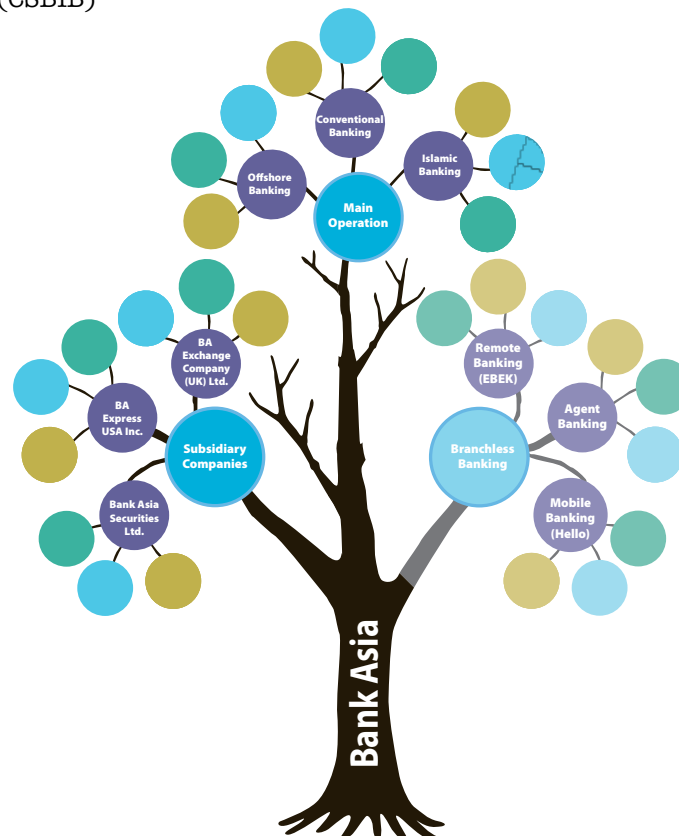 (CSBIB)
Conventional
Banking
Islamic
Banking
Offshore
Banking
Main
Operation
BA
Exchange
Company
(UK) Ltd.
BA
Express
USA Inc.
Subsidiary
Companies
Bank Asia
Securities
Ltd.
Remote
Banking
(EBEK)
Agent
Banking
Branchless
Banking
Mobile
Banking
(Hello)
Bank Asia